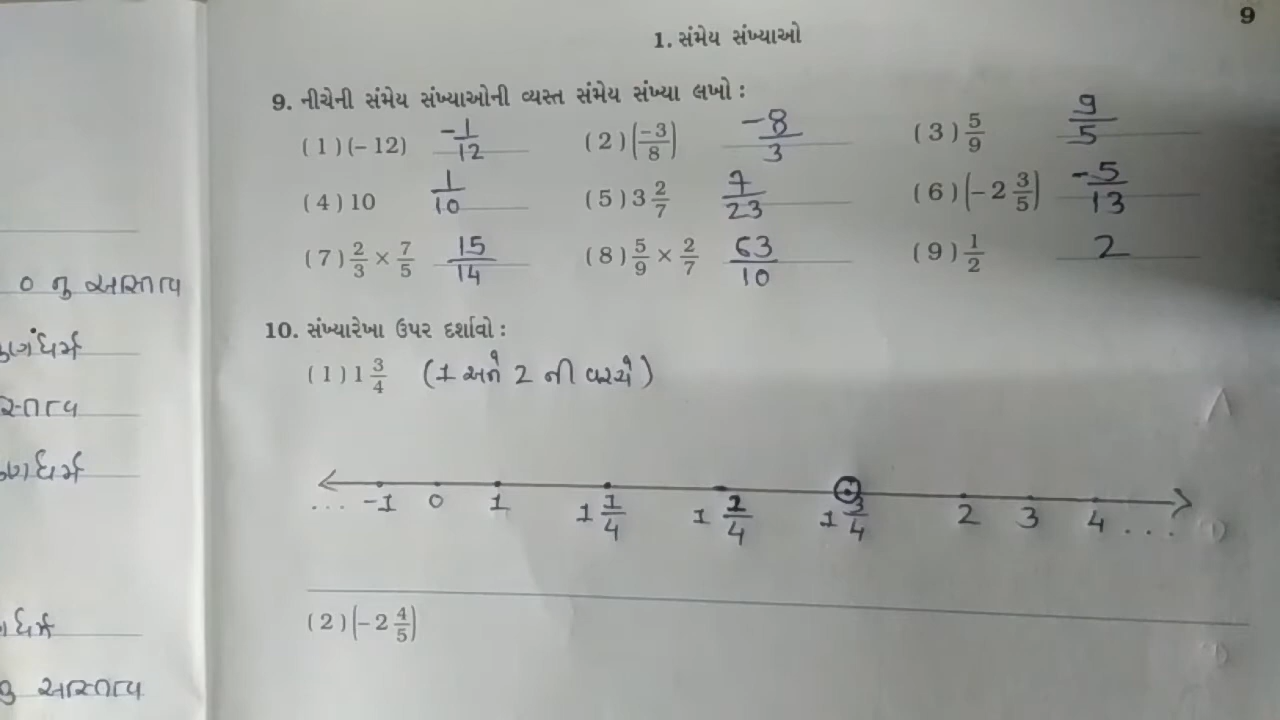 9
1. સંમેય સંખ્યાઓ
9. નીચેની સંમેય સંખ્યાઓની વ્યસ્ત સંમેય સંખ્યા લખો :
(1) (– 12) -1/12 (2) (–3/8) -8/3 (3) 5/9 9/5
(4) 10 1/10 (5) 3 2/7 7/23 (6) (– 2 3/5) -5/13
(7) 2/3 × 7/5 15/14 (8) 5/9 × 2/7 63/10 (9) 1/2 2
10. સંખ્યારેખા ઉપર દર્શાવો :
(1) 1 3/4 (1 અને 2 ની વચ્ચે)
... -1 0 1 1 1/4 1 2/4 1 3/4 2 3 4 ...
(2) (– 2 4/5)
0 નુ અસ્તિત્વ